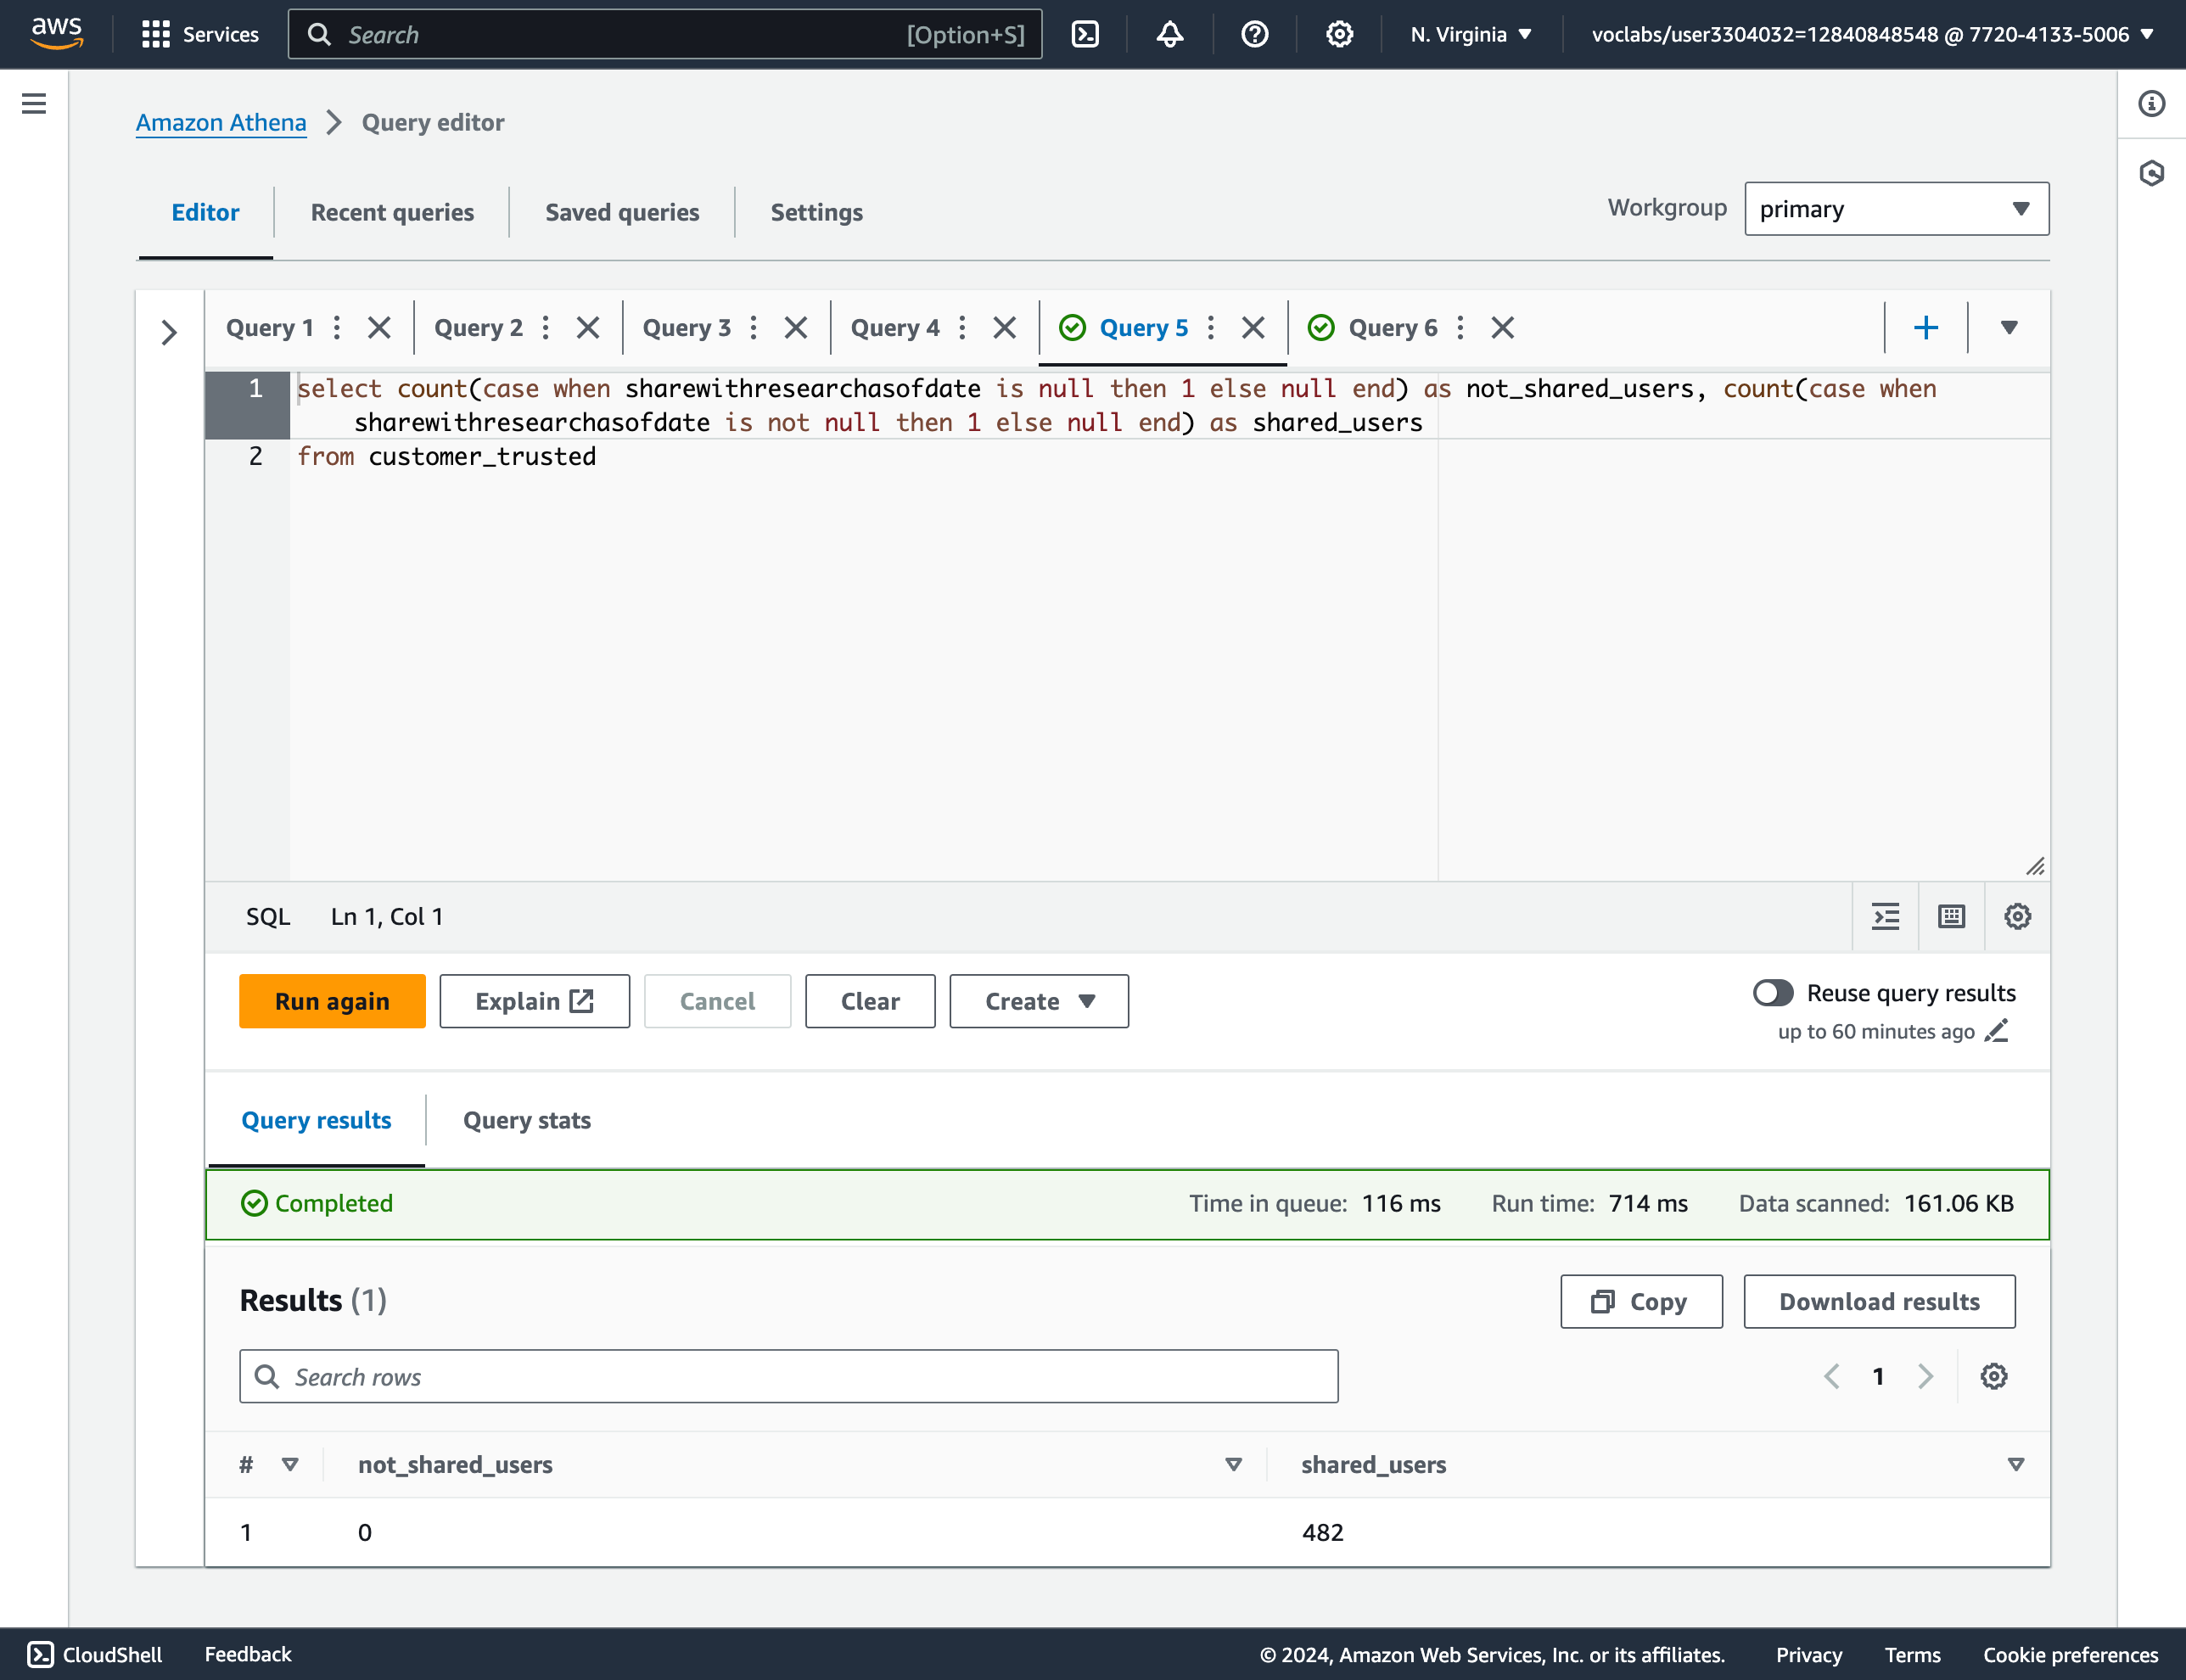 aws Services Search [Option+S] N. Virginia voclabs/user3304032=12840848548 @ 7720-4133-5006
Amazon Athena Query editor
Editor Recent queries Saved queries Settings Workgroup primary
Query 1 Query 2 Query 3 Query 4 Query 5 Query 6
1 select count(case when sharewithresearchasofdate is null then 1 else null end) as not_shared_users, count(case when
sharewithresearchasofdate is not null then 1 else null end) as shared_users
2 from customer_trusted
SQL Ln 1, Col 1
Run again Explain Cancel Clear Create Reuse query results
up to 60 minutes ago
Query results Query stats
Completed Time in queue: 116 ms Run time: 714 ms Data scanned: 161.06 KB
Results (1) Copy Download results
Search rows 1
# not_shared_users shared_users
1 0 482
CloudShell Feedback © 2024, Amazon Web Services, Inc. or its affiliates. Privacy Terms Cookie preferences